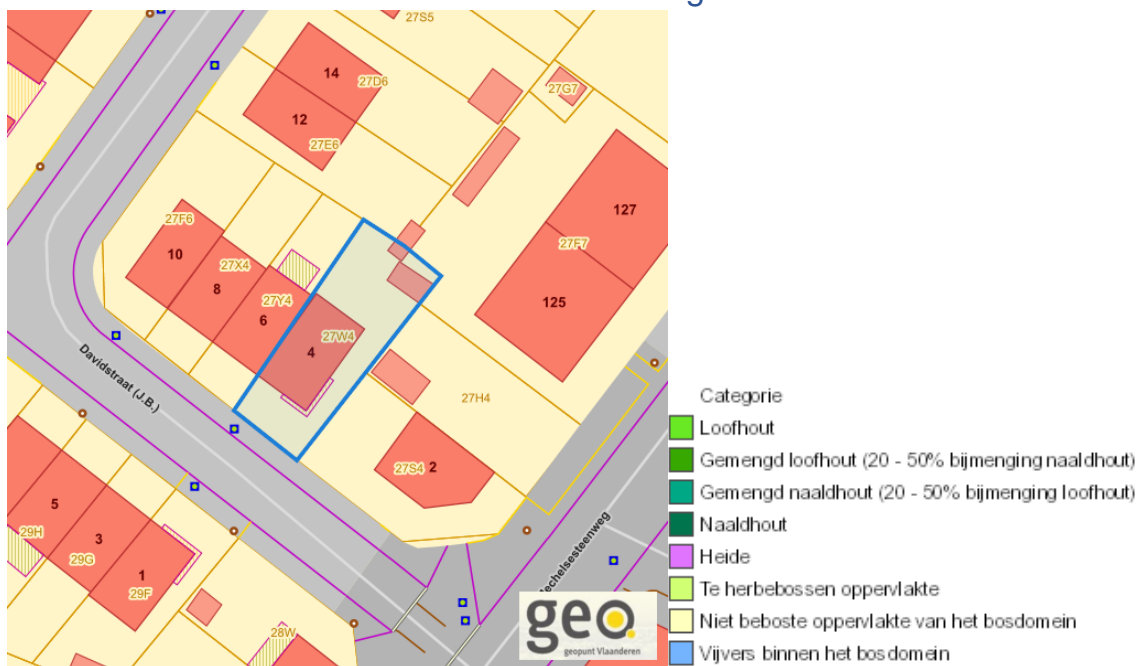 27S5
14
27D6
27G7
12
27E6
127
27F6
27F7
10
27X4
8
27Y4
125
6
27W4
4
Davidstraat (J.B.)
27H4
27S4
2
5
29H
3
29G
1
29F
28W
geo
geopunt Vlaanderen
Categorie
Loofhout
Gemengd loofhout (20 - 50% bijmenging naaldhout)
Gemengd naaldhout (20 - 50% bijmenging loofhout)
Naaldhout
Heide
Te herbebossen oppervlakte
Niet beboste oppervlakte van het bosdomein
Vijvers binnen het bosdomein